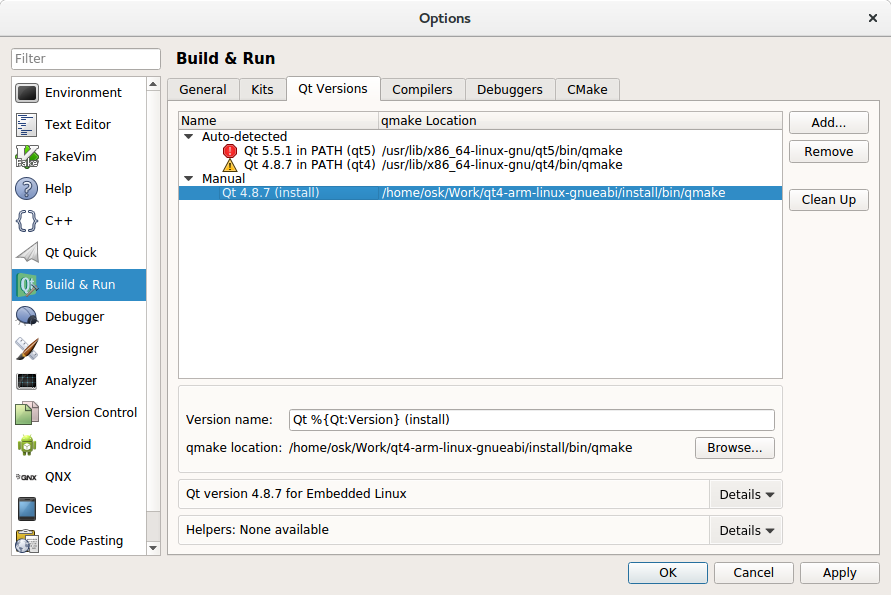 Options
Filter
Environment
Text Editor
FakeVim
Help
C++
Qt Quick
Build & Run
Debugger
Designer
Analyzer
Version Control
Android
QNX
Devices
Code Pasting
Build & Run
General Kits Qt Versions Compilers Debuggers CMake
Name qmake Location
Auto-detected
Qt 5.5.1 in PATH (qt5) /usr/lib/x86_64-linux-gnu/qt5/bin/qmake
Qt 4.8.7 in PATH (qt4) /usr/lib/x86_64-linux-gnu/qt4/bin/qmake
Manual
Qt 4.8.7 (install) /home/osk/Work/qt4-arm-linux-gnueabi/install/bin/qmake
Add...
Remove
Clean Up
Version name: Qt %{Qt:Version} (install)
qmake location: /home/osk/Work/qt4-arm-linux-gnueabi/install/bin/qmake Browse...
Qt version 4.8.7 for Embedded Linux Details
Helpers: None available Details
OK Cancel Apply